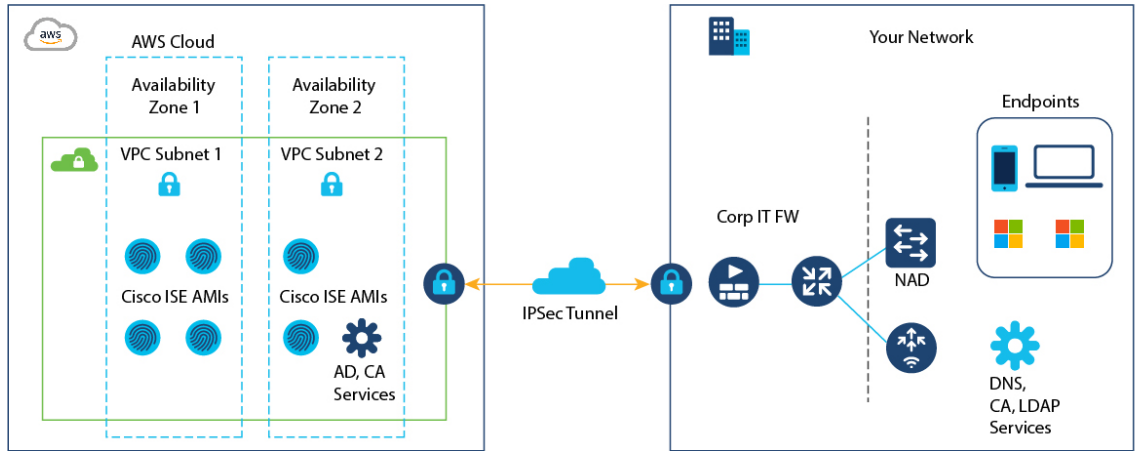 aws
AWS Cloud
Availability
Zone 1
Availability
Zone 2
VPC Subnet 1
VPC Subnet 2
Cisco ISE AMIs
Cisco ISE AMIs
AD, CA
Services
IPSec Tunnel
Your Network
Endpoints
Corp IT FW
NAD
DNS,
CA, LDAP
Services